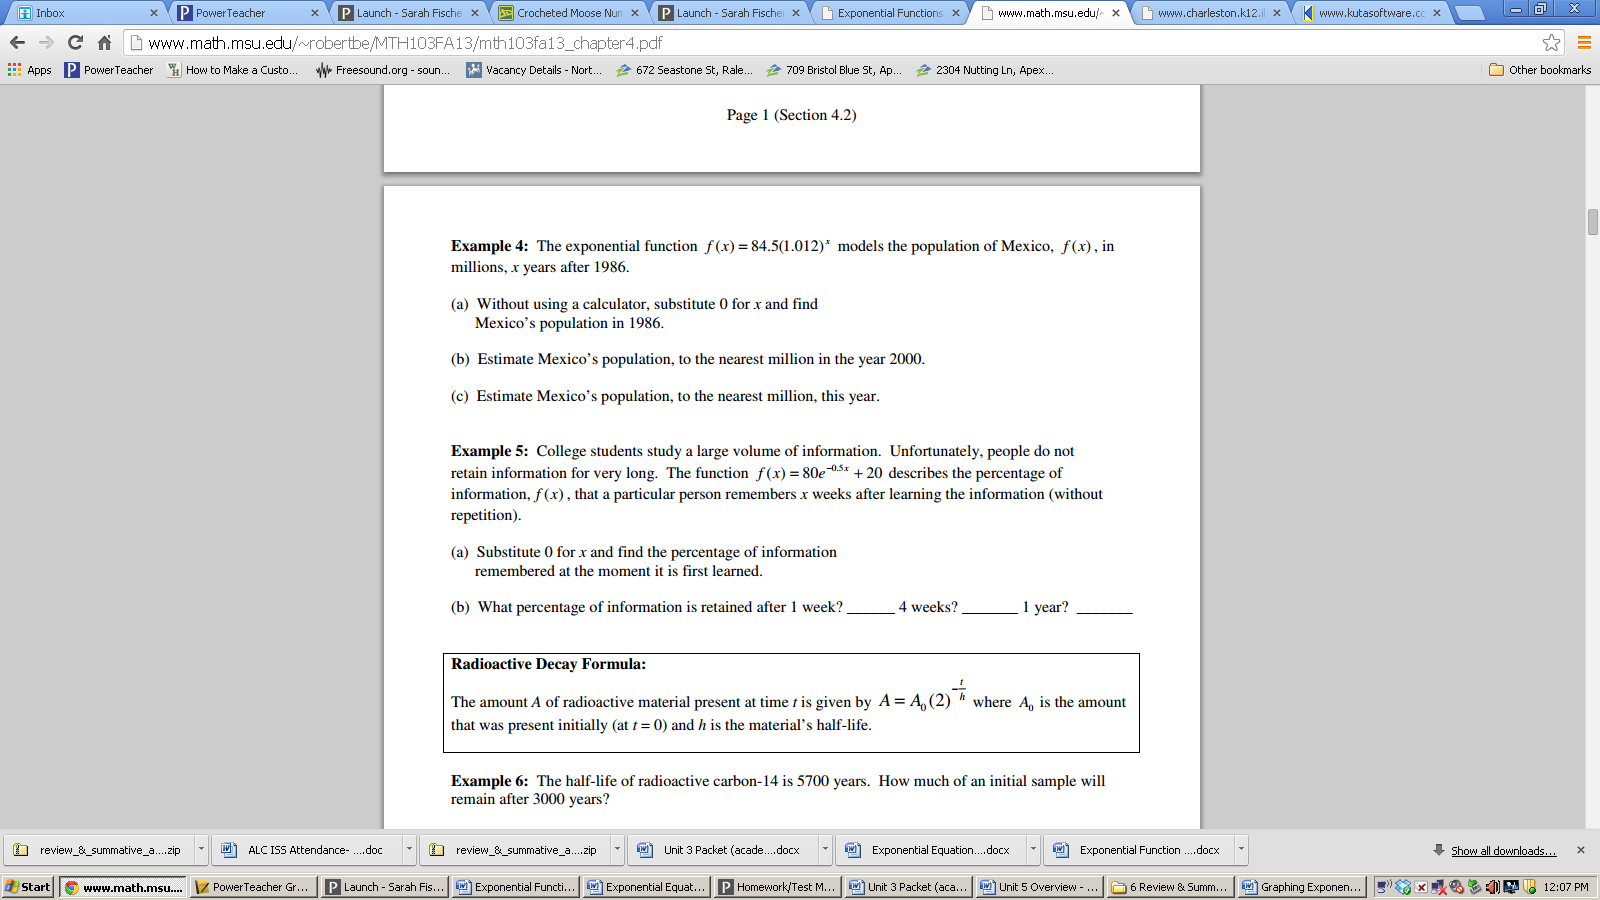 Inbox
PowerTeacher
Launch - Sarah Fische
Crocheted Moose Num
Launch - Sarah Fische
Exponential Functions
www.math.msu.edu/~
www.charleston.k12.il
www.kutasoftware.cc
www.math.msu.edu/~robertbe/MTH103FA13/mth103fa13_chapter4.pdf
Apps
PowerTeacher
How to Make a Custo...
Freesound.org - soun...
Vacancy Details - Nort...
672 Seastone St, Rale...
709 Bristol Blue St, Ap...
2304 Nutting Ln, Apex...
Other bookmarks
Page 1 (Section 4.2)
Example 4: The exponential function f(x) = 84.5(1.012)^x models the population of Mexico, f(x), in
millions, x years after 1986.
(a) Without using a calculator, substitute 0 for x and find
Mexico's population in 1986.
(b) Estimate Mexico's population, to the nearest million in the year 2000.
(c) Estimate Mexico's population, to the nearest million, this year.
Example 5: College students study a large volume of information. Unfortunately, people do not
retain information for very long. The function f(x) = 80e^-0.5x + 20 describes the percentage of
information, f(x), that a particular person remembers x weeks after learning the information (without
repetition).
(a) Substitute 0 for x and find the percentage of information
remembered at the moment it is first learned.
(b) What percentage of information is retained after 1 week? ______ 4 weeks? _______ 1 year? _______
Radioactive Decay Formula:
The amount A of radioactive material present at time t is given by A = A₀(2)^-t/h where A₀ is the amount
that was present initially (at t = 0) and h is the material's half-life.
Example 6: The half-life of radioactive carbon-14 is 5700 years. How much of an initial sample will
remain after 3000 years?
review_&_summative_a....zip
ALC ISS Attendance- ....doc
review_&_summative_a....zip
Unit 3 Packet (acade....docx
Exponential Equation....docx
Exponential Function ....docx
Show all downloads...
Start
www.math.msu....
PowerTeacher Gr...
Launch - Sarah Fis...
Exponential Functi...
Exponential Equat...
Homework/Test M...
Unit 3 Packet (aca...
Unit 5 Overview - ...
6 Review & Summ...
Graphing Exponen...
12:07 PM